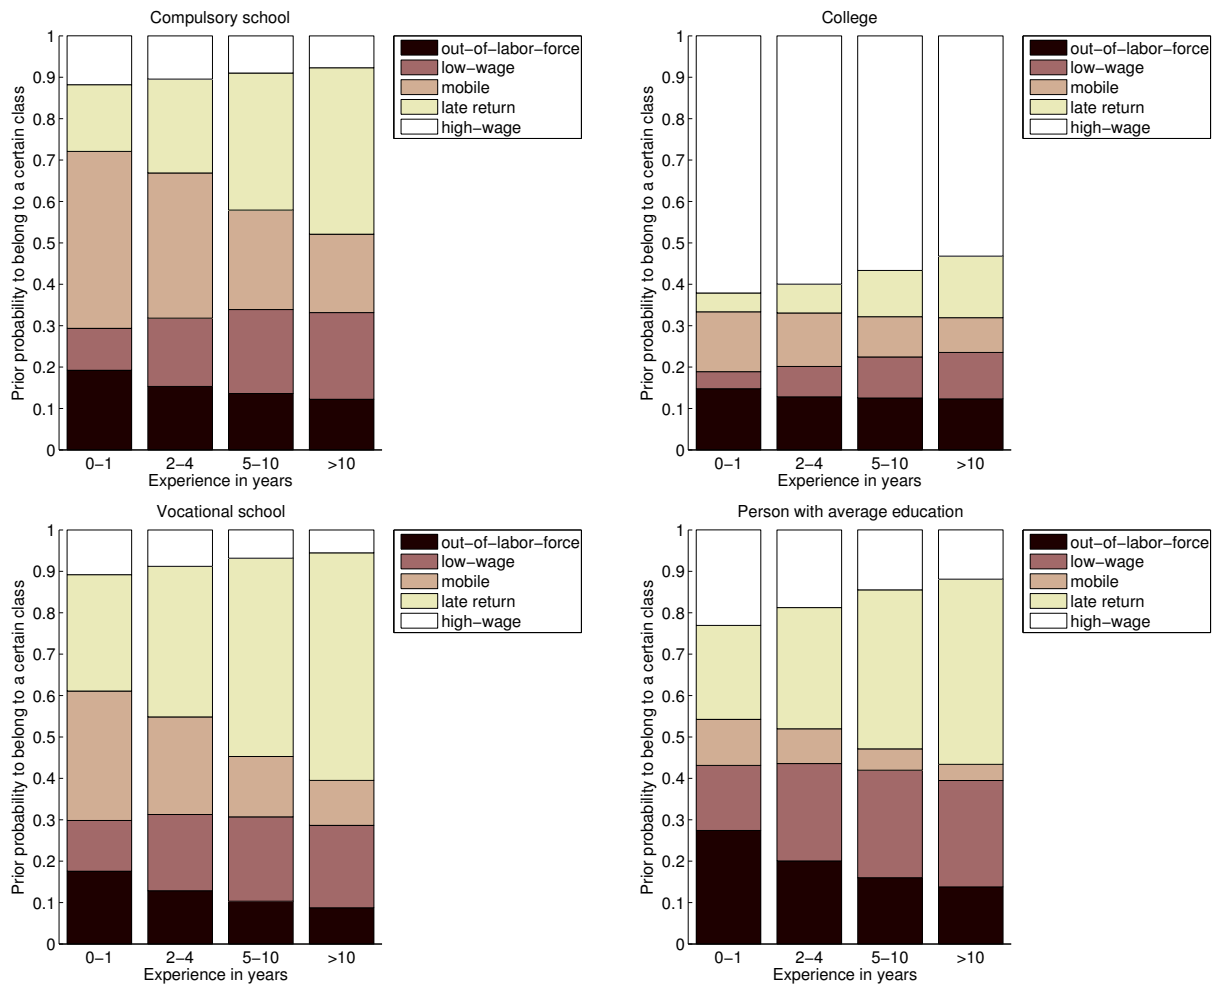 Compulsory school
Prior probability to belong to a certain class
1
0.9
0.8
0.7
0.6
0.5
0.4
0.3
0.2
0.1
0
0−1 2−4 5−10 >10
Experience in years
out−of−labor−force
low−wage
mobile
late return
high−wage
College
Prior probability to belong to a certain class
1
0.9
0.8
0.7
0.6
0.5
0.4
0.3
0.2
0.1
0
0−1 2−4 5−10 >10
Experience in years
out−of−labor−force
low−wage
mobile
late return
high−wage
Vocational school
Prior probability to belong to a certain class
1
0.9
0.8
0.7
0.6
0.5
0.4
0.3
0.2
0.1
0
0−1 2−4 5−10 >10
Experience in years
out−of−labor−force
low−wage
mobile
late return
high−wage
Person with average education
Prior probability to belong to a certain class
1
0.9
0.8
0.7
0.6
0.5
0.4
0.3
0.2
0.1
0
0−1 2−4 5−10 >10
Experience in years
out−of−labor−force
low−wage
mobile
late return
high−wage